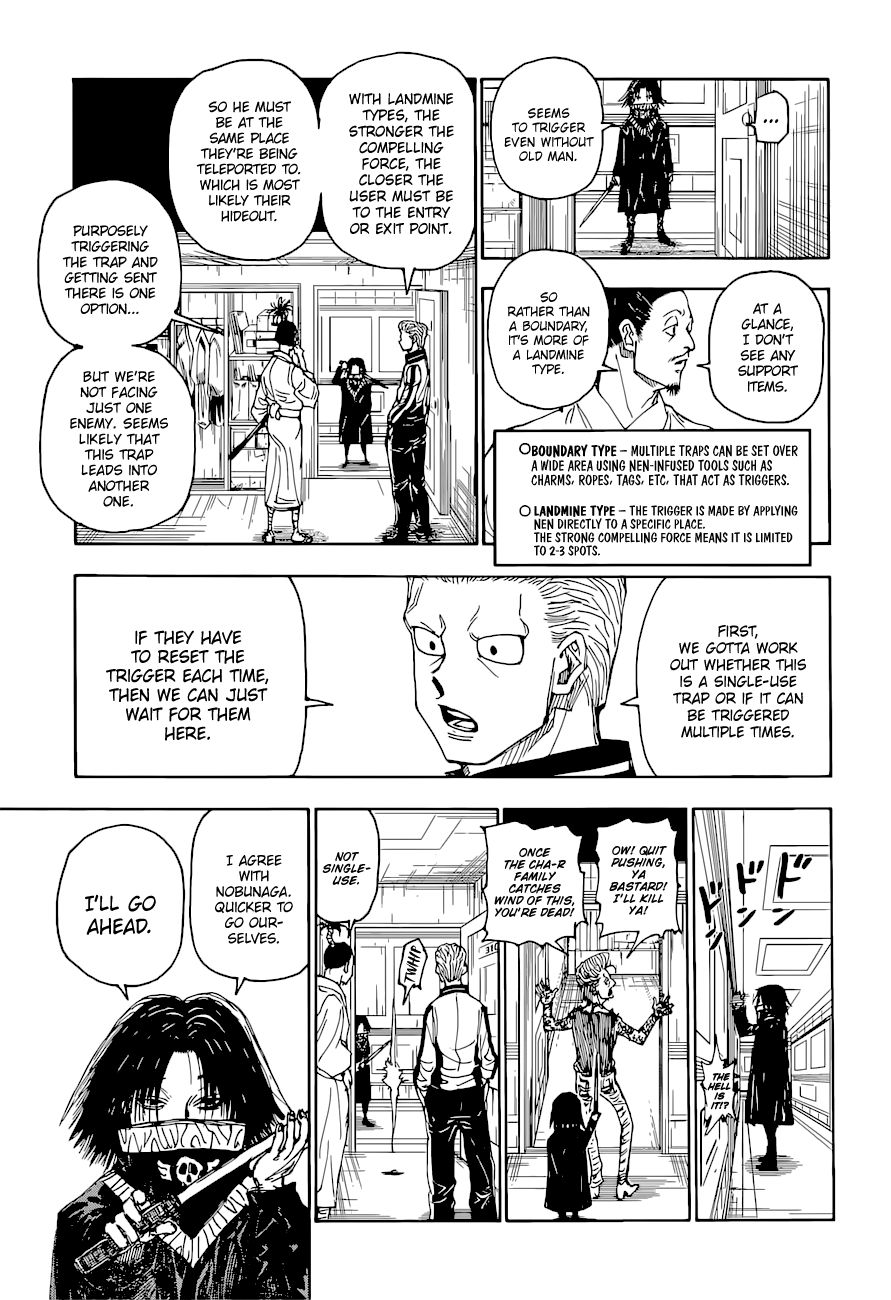 ...
SEEMS
TO TRIGGER
EVEN WITHOUT
OLD MAN.
AT A
GLANCE,
I DON'T
SEE ANY
SUPPORT
ITEMS.
SO
RATHER THAN
A BOUNDARY,
IT'S MORE OF
A LANDMINE
TYPE.
○BOUNDARY TYPE – MULTIPLE TRAPS CAN BE SET OVER
A WIDE AREA USING NEN-INFUSED TOOLS SUCH AS
CHARMS, ROPES, TAGS, ETC, THAT ACT AS TRIGGERS.
○ LANDMINE TYPE – THE TRIGGER IS MADE BY APPLYING
NEN DIRECTLY TO A SPECIFIC PLACE.
THE STRONG COMPELLING FORCE MEANS IT IS LIMITED
TO 2-3 SPOTS.
WITH LANDMINE
TYPES, THE
STRONGER THE
COMPELLING
FORCE, THE
CLOSER THE
USER MUST BE
TO THE ENTRY
OR EXIT POINT.
SO HE MUST
BE AT THE
SAME PLACE
THEY'RE BEING
TELEPORTED TO.
WHICH IS MOST
LIKELY THEIR
HIDEOUT.
PURPOSELY
TRIGGERING
THE TRAP AND
GETTING SENT
THERE IS ONE
OPTION...
BUT WE'RE
NOT FACING
JUST ONE
ENEMY. SEEMS
LIKELY THAT
THIS TRAP
LEADS INTO
ANOTHER
ONE.
FIRST,
WE GOTTA WORK
OUT WHETHER THIS
IS A SINGLE-USE
TRAP OR IF IT CAN
BE TRIGGERED
MULTIPLE TIMES.
IF THEY HAVE
TO RESET THE
TRIGGER EACH TIME,
THEN WE CAN JUST
WAIT FOR THEM
HERE.
ドンドン
THE
HELL
IS
IT!?
OW! QUIT
PUSHING,
YA
BASTARD!
I'LL KILL
YA!
ONCE
THE CHA-R
FAMILY
CATCHES
WIND OF THIS,
YOU'RE DEAD!
NOT
SINGLE-
USE.
TWHIP
310
I AGREE
WITH
NOBUNAGA.
QUICKER TO
GO OUR-
SELVES.
I'LL GO
AHEAD.